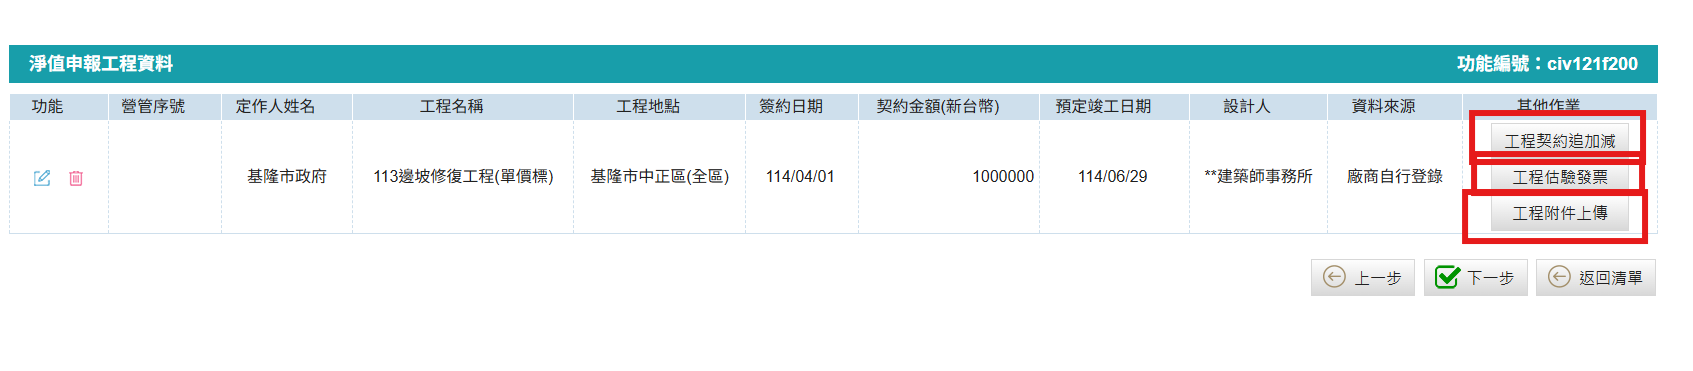 淨值申報工程資料 功能編號：civ121f200
功能 營管序號 定作人姓名 工程名稱 工程地點 簽約日期 契約金額(新台幣) 預定竣工日期 設計人 資料來源 其他作業
工程契約追加減
基隆市政府 113邊坡修復工程(單價標) 基隆市中正區(全區) 114/04/01 1000000 114/06/29 **建築師事務所 廠商自行登錄 工程估驗發票
工程附件上傳
上一步 下一步 返回清單